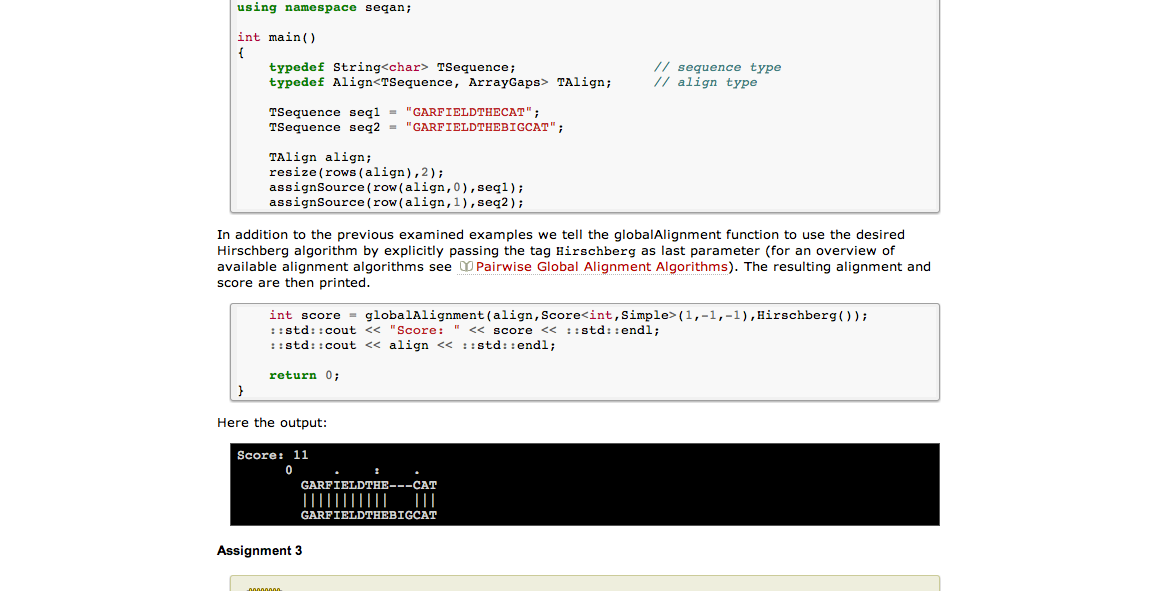 using namespace seqan;
int main()
{
typedef String<char> TSequence; // sequence type
typedef Align<TSequence, ArrayGaps> TAlign; // align type
TSequence seq1 = "GARFIELDTHECAT";
TSequence seq2 = "GARFIELDTHEBIGCAT";
TAlign align;
resize(rows(align),2);
assignSource(row(align,0),seq1);
assignSource(row(align,1),seq2);
In addition to the previous examined examples we tell the globalAlignment function to use the desired
Hirschberg algorithm by explicitly passing the tag Hirschberg as last parameter (for an overview of
available alignment algorithms see Pairwise Global Alignment Algorithms). The resulting alignment and
score are then printed.
int score = globalAlignment(align,Score<int,Simple>(1,-1,-1),Hirschberg());
::std::cout << "Score: " << score << ::std::endl;
::std::cout << align << ::std::endl;
return 0;
}
Here the output:
Score: 11
0 . : .
GARFIELDTHE---CAT
||||||||||| |||
GARFIELDTHEBIGCAT
Assignment 3